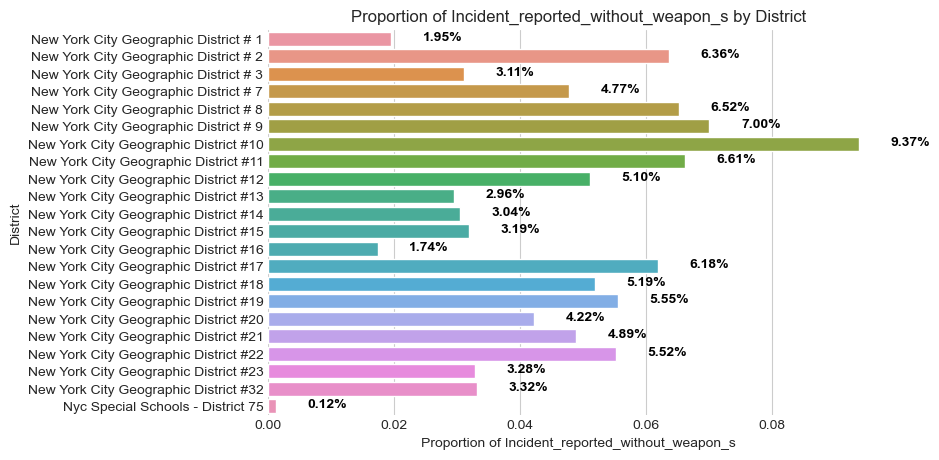 Proportion of Incident_reported_without_weapon_s by District
New York City Geographic District # 1 1.95%
New York City Geographic District # 2 6.36%
New York City Geographic District # 3 3.11%
New York City Geographic District # 7 4.77%
New York City Geographic District # 8 6.52%
New York City Geographic District # 9 7.00%
New York City Geographic District #10 9.37%
New York City Geographic District #11 6.61%
New York City Geographic District #12 5.10%
New York City Geographic District #13 2.96%
New York City Geographic District #14 3.04%
New York City Geographic District #15 3.19%
New York City Geographic District #16 1.74%
New York City Geographic District #17 6.18%
New York City Geographic District #18 5.19%
New York City Geographic District #19 5.55%
New York City Geographic District #20 4.22%
New York City Geographic District #21 4.89%
New York City Geographic District #22 5.52%
New York City Geographic District #23 3.28%
New York City Geographic District #32 3.32%
Nyc Special Schools - District 75 0.12%
District
0.00 0.02 0.04 0.06 0.08
Proportion of Incident_reported_without_weapon_s